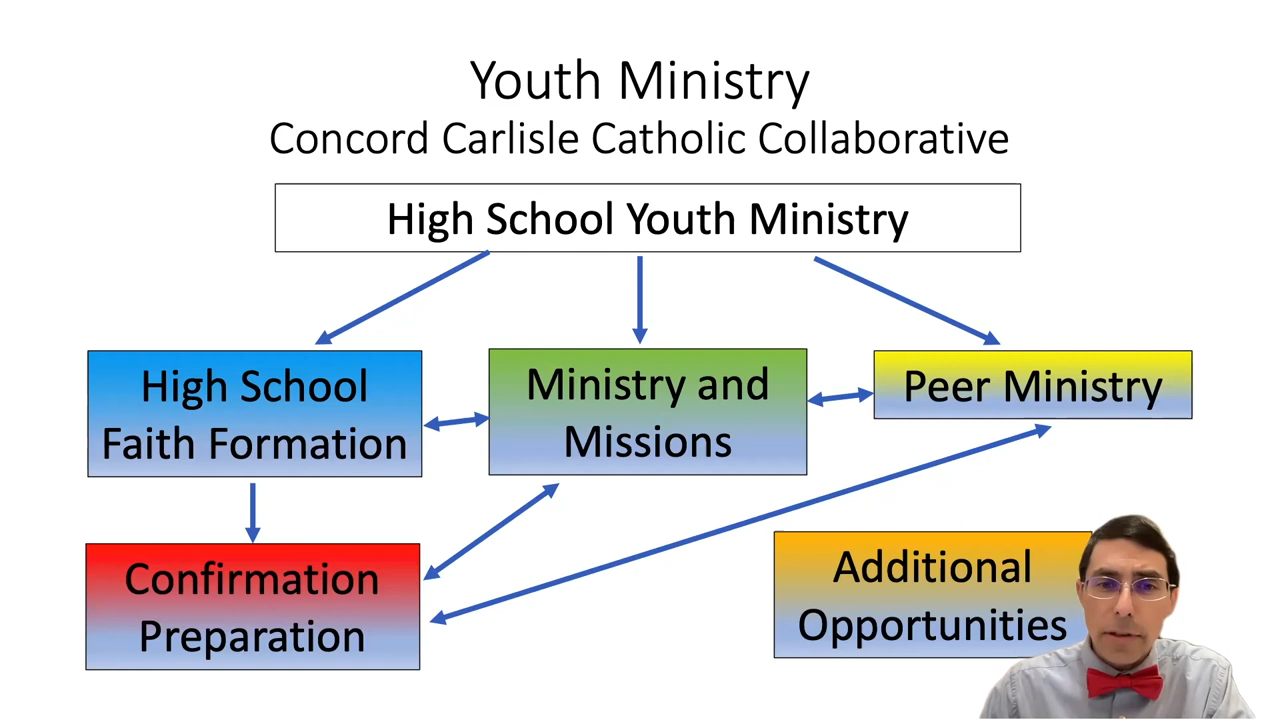 Youth Ministry
Concord Carlisle Catholic Collaborative
High School Youth Ministry
High School
Faith Formation
Ministry and
Missions
Peer Ministry
Confirmation
Preparation
Additional
Opportunities